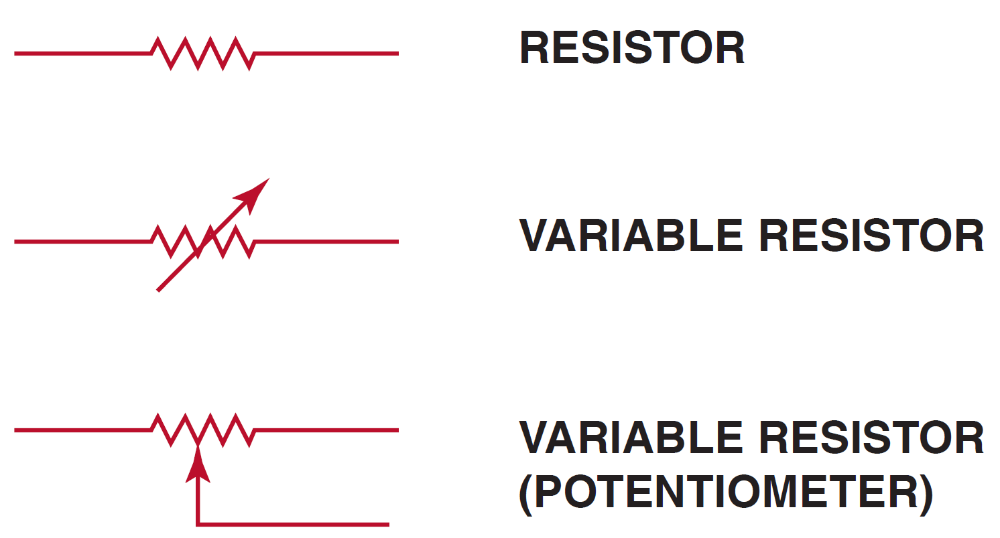 RESISTOR
VARIABLE RESISTOR
VARIABLE RESISTOR
(POTENTIOMETER)